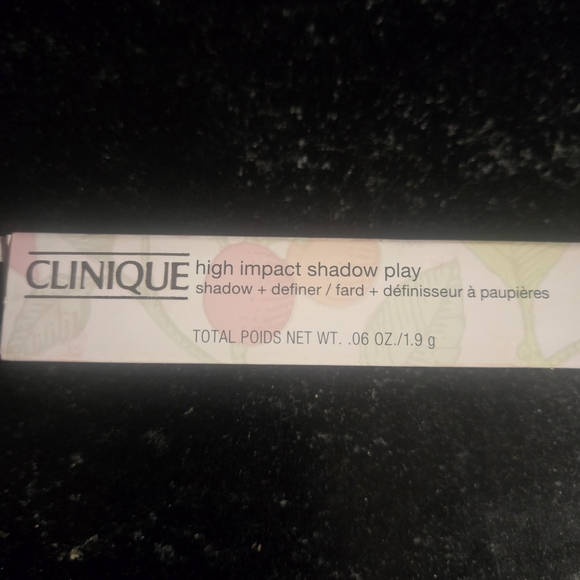 CLINIQUE
high impact shadow play
shadow + definer / fard + définisseur à paupières
TOTAL POIDS NET WT. .06 OZ./1.9 g